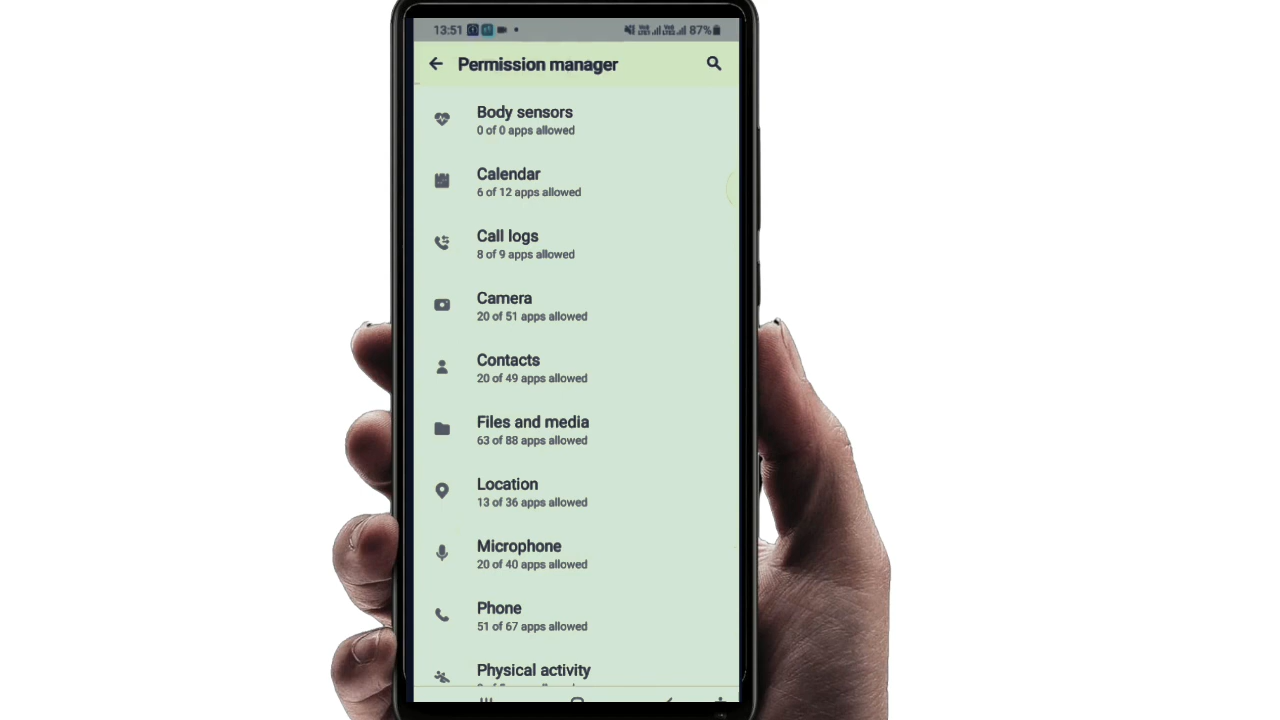 13:51 87%
Permission manager
Body sensors
0 of 0 apps allowed
Calendar
6 of 12 apps allowed
Call logs
8 of 9 apps allowed
Camera
20 of 51 apps allowed
Contacts
20 of 49 apps allowed
Files and media
63 of 88 apps allowed
Location
13 of 36 apps allowed
Microphone
20 of 40 apps allowed
Phone
51 of 67 apps allowed
Physical activity